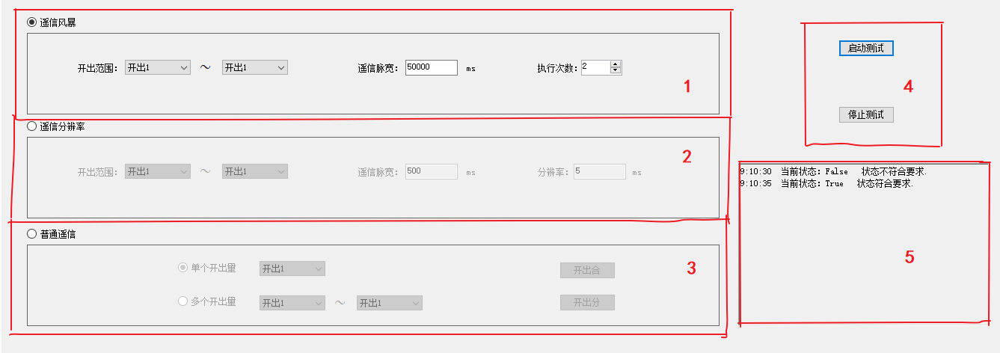 遥信风暴
开出范围: 开出1 ～ 开出1 遥信脉宽: 50000 ms 执行次数: 2
1
遥信分辨率
开出范围: 开出1 ～ 开出1 遥信脉宽: 500 ms 分辨率: 5 ms
2
普通遥信
单个开出量 开出1 开出合
多个开出量 开出1 ～ 开出1 开出分
3
启动测试
4
停止测试
9:10:30 当前状态: False 状态不符合要求.
9:10:35 当前状态: True 状态符合要求.
5